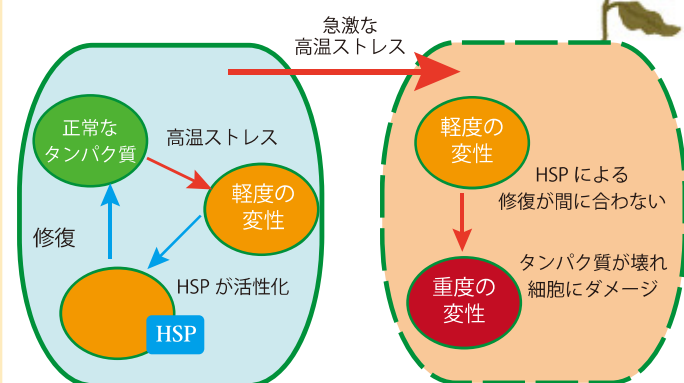 急激な
高温ストレス
正常な
タンパク質
高温ストレス
軽度の
変性
修復
HSP が活性化
HSP
軽度の
変性
HSP による
修復が間に合わない
タンパク質が壊れ
細胞にダメージ
重度の
変性